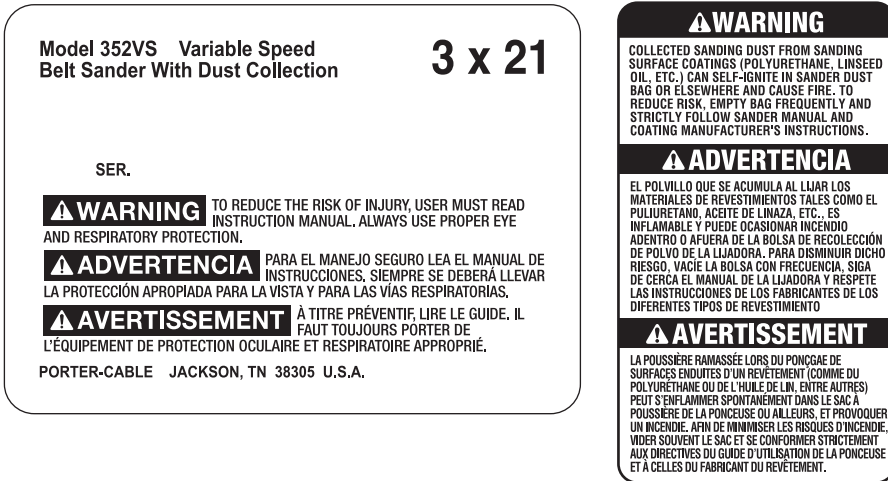 Model 352VS Variable Speed
Belt Sander With Dust Collection
3 x 21
SER.
WARNING TO REDUCE THE RISK OF INJURY, USER MUST READ
INSTRUCTION MANUAL. ALWAYS USE PROPER EYE
AND RESPIRATORY PROTECTION.
ADVERTENCIA PARA EL MANEJO SEGURO LEA EL MANUAL DE
INSTRUCCIONES, SIEMPRE SE DEBERÁ LLEVAR
LA PROTECCIÓN APROPIADA PARA LA VISTA Y PARA LAS VÍAS RESPIRATORIAS,
AVERTISSEMENT À TITRE PRÉVENTIF, LIRE LE GUIDE. IL
FAUT TOUJOURS PORTER DE
L'ÉQUIPEMENT DE PROTECTION OCULAIRE ET RESPIRATOIRE APPROPRIÉ.
PORTER-CABLE JACKSON, TN 38305 U.S.A.
WARNING
COLLECTED SANDING DUST FROM SANDING
SURFACE COATINGS (POLYURETHANE, LINSEED
OIL, ETC.) CAN SELF-IGNITE IN SANDER DUST
BAG OR ELSEWHERE AND CAUSE FIRE. TO
REDUCE RISK, EMPTY BAG FREQUENTLY AND
STRICTLY FOLLOW SANDER MANUAL AND
COATING MANUFACTURER'S INSTRUCTIONS.
ADVERTENCIA
EL POLVILLO QUE SE ACUMULA AL LIJAR LOS
MATERIALES DE REVESTIMIENTOS TALES COMO EL
PULIURETANO, ACEITE DE LINAZA, ETC., ES
INFLAMABLE Y PUEDE OCASIONAR INCENDIO
ADENTRO O AFUERA DE LA BOLSA DE RECOLECCIÓN
DE POLVO DE LA LIJADORA. PARA DISMINUIR DICHO
RIESGO, VACÍE LA BOLSA CON FRECUENCIA, SIGA
DE CERCA EL MANUAL DE LA LIJADORA Y RESPETE
LAS INSTRUCCIONES DE LOS FABRICANTES DE LOS
DIFERENTES TIPOS DE REVESTIMIENTO
AVERTISSEMENT
LA POUSSIÈRE RAMASSÉE LORS DU PONÇGAE DE
SURFACES ENDUITES D'UN REVÊTEMENT (COMME DU
POLYURÉTHANE OU DE L'HUILE DE LIN, ENTRE AUTRES)
PEUT S'ENFLAMMER SPONTANÉMENT DANS LE SAC À
POUSSIÈRE DE LA PONCEUSE OU AILLEURS, ET PROVOQUER
UN INCENDIE. AFIN DE MINIMISER LES RISQUES D'INCENDIE,
VIDER SOUVENT LE SAC ET SE CONFORMER STRICTEMENT
AUX DIRECTIVES DU GUIDE D'UTILISATION DE LA PONCEUSE
ET À CELLES DU FABRICANT DU REVÊTEMENT.